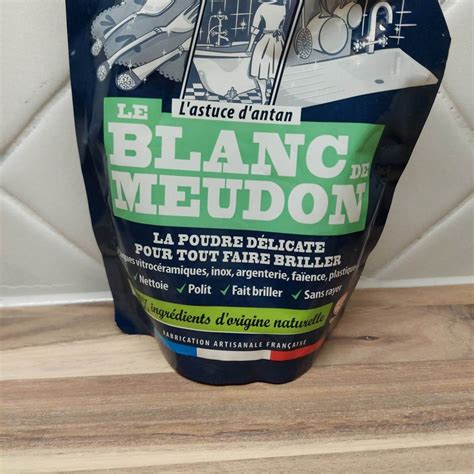 L'astuce d'antan
LE
BLANC DE
MEUDON
LA POUDRE DÉLICATE
POUR TOUT FAIRE BRILLER
vitrocéramiques, inox, argenterie, faïence, plastique
✓ Nettoie ✓ Polit ✓ Fait briller ✓ Sans rayer
ingrédients d'origine naturelle
FABRICATION ARTISANALE FRANÇAISE